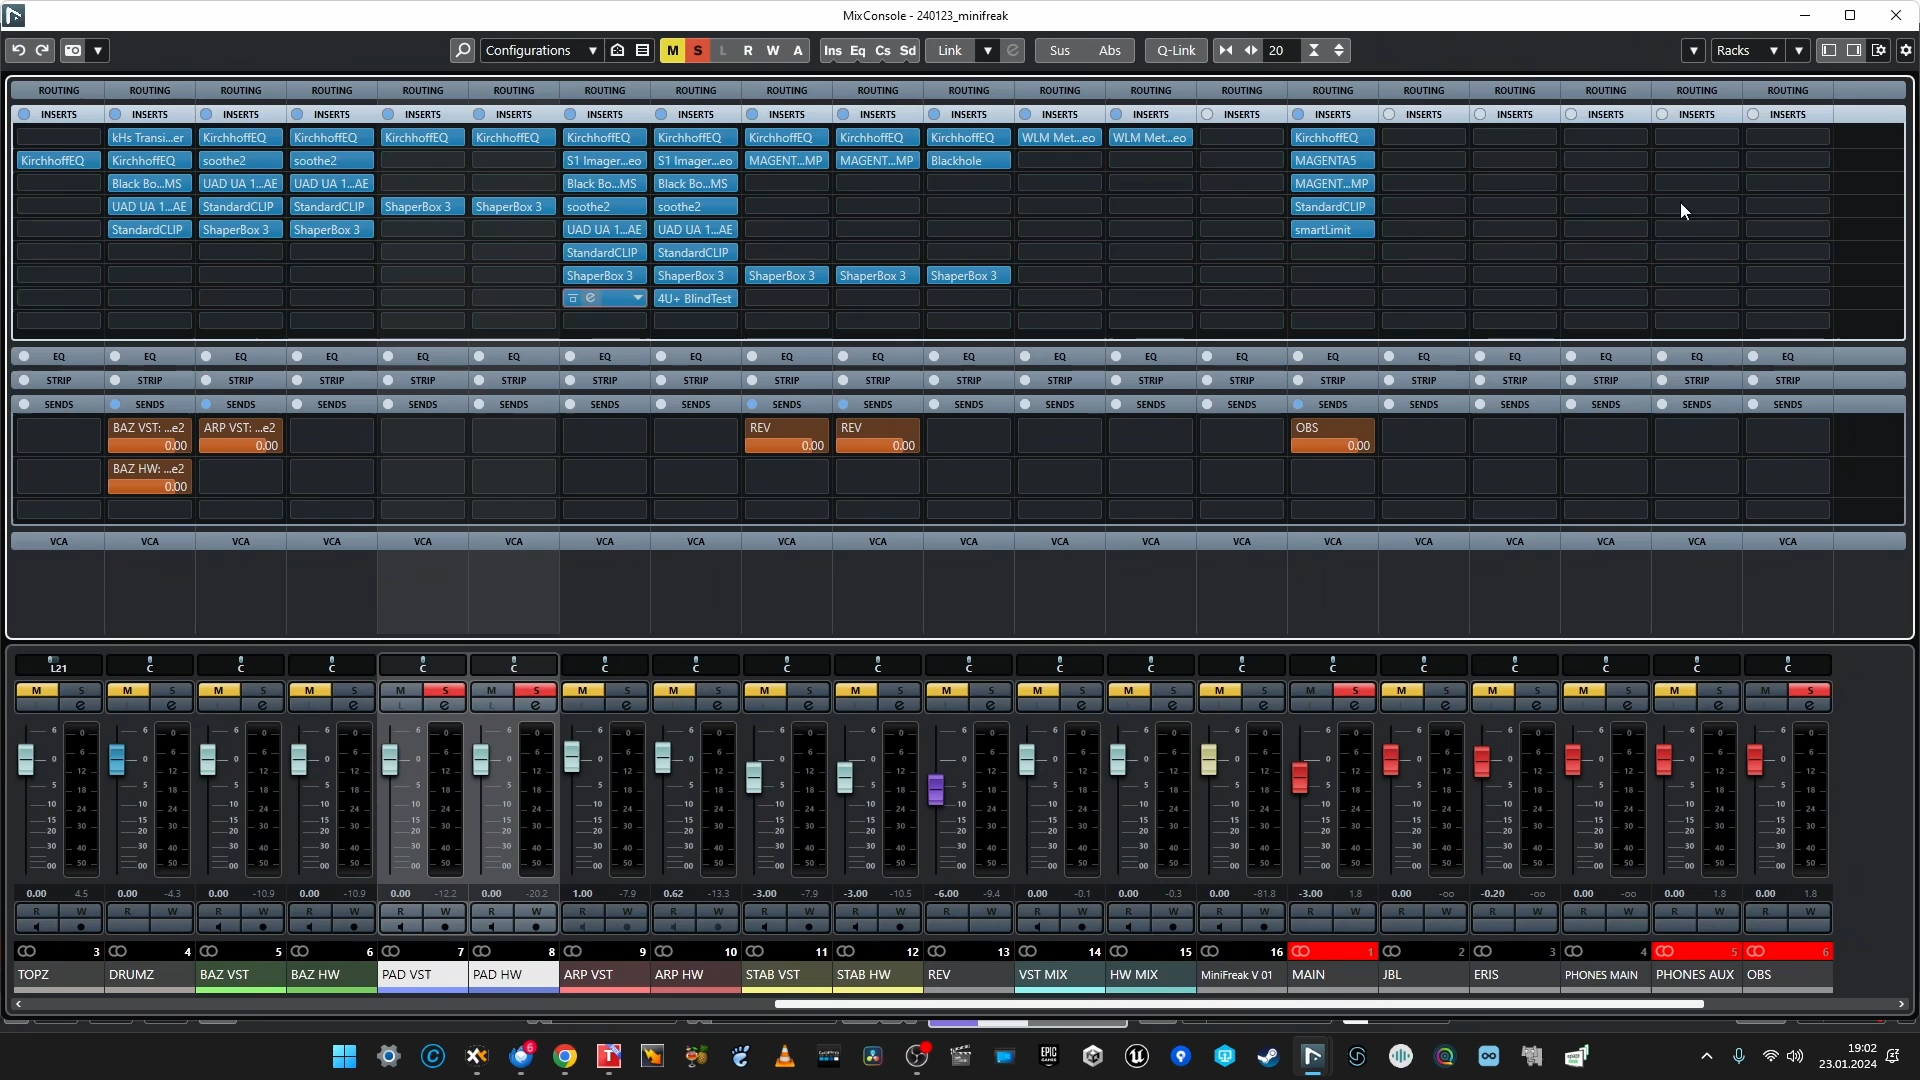 MixConsole - 240123_minifreak
Configurations M S L R W A Ins Eq Cs Sd Link Sus Abs Q-Link 20 Racks
ROUTING ROUTING ROUTING ROUTING ROUTING ROUTING ROUTING ROUTING ROUTING ROUTING ROUTING ROUTING ROUTING ROUTING ROUTING ROUTING ROUTING ROUTING ROUTING ROUTING
INSERTS INSERTS INSERTS INSERTS INSERTS INSERTS INSERTS INSERTS INSERTS INSERTS INSERTS INSERTS INSERTS INSERTS INSERTS INSERTS INSERTS INSERTS INSERTS INSERTS
kHs Transi...er KirchhoffEQ KirchhoffEQ KirchhoffEQ KirchhoffEQ KirchhoffEQ KirchhoffEQ KirchhoffEQ KirchhoffEQ KirchhoffEQ WLM Met...eo WLM Met...eo KirchhoffEQ
KirchhoffEQ KirchhoffEQ soothe2 soothe2 S1 Imager...eo S1 Imager...eo MAGENT...MP MAGENT...MP Blackhole MAGENTA5
Black Bo...MS UAD UA 1...AE UAD UA 1...AE Black Bo...MS Black Bo...MS MAGENT...MP
UAD UA 1...AE StandardCLIP StandardCLIP ShaperBox 3 ShaperBox 3 soothe2 soothe2 StandardCLIP
StandardCLIP ShaperBox 3 ShaperBox 3 UAD UA 1...AE UAD UA 1...AE smartLimit
StandardCLIP StandardCLIP
ShaperBox 3 ShaperBox 3 ShaperBox 3 ShaperBox 3 ShaperBox 3
4U+ BlindTest
EQ EQ EQ EQ EQ EQ EQ EQ EQ EQ EQ EQ EQ EQ EQ EQ EQ EQ EQ EQ
STRIP STRIP STRIP STRIP STRIP STRIP STRIP STRIP STRIP STRIP STRIP STRIP STRIP STRIP STRIP STRIP STRIP STRIP STRIP STRIP
SENDS SENDS SENDS SENDS SENDS SENDS SENDS SENDS SENDS SENDS SENDS SENDS SENDS SENDS SENDS SENDS SENDS SENDS SENDS SENDS
BAZ VST: ...e2 ARP VST: ...e2 REV REV OBS
0.00 0.00 0.00 0.00 0.00
BAZ HW: ...e2
0.00
VCA VCA VCA VCA VCA VCA VCA VCA VCA VCA VCA VCA VCA VCA VCA VCA VCA VCA VCA VCA
L21 C C C C C C C C C C C C C C C C C C C
M S M S M S M S M S M S M S M S M S M S M S M S M S M S M S M S M S M S M S M S
0.00 4.5 0.00 -4.3 0.00 -10.9 0.00 -10.9 0.00 -12.2 0.00 -20.2 1.00 -7.9 0.62 -13.3 -3.00 -7.9 -3.00 -10.5 -6.00 -9.4 0.00 -0.1 0.00 -0.3 0.00 -81.8 -3.00 1.8 0.00 -oo -0.20 -oo 0.00 -oo 0.00 1.8 0.00 1.8
R W R W R W R W R W R W R W R W R W R W R W R W R W R W R W R W R W R W R W R W
3 4 5 6 7 8 9 10 11 12 13 14 15 16 1 2 3 4 5 6
TOPZ DRUMZ BAZ VST BAZ HW PAD VST PAD HW ARP VST ARP HW STAB VST STAB HW REV VST MIX HW MIX MiniFreak V 01 MAIN JBL ERIS PHONES MAIN PHONES AUX OBS
19:02
23.01.2024